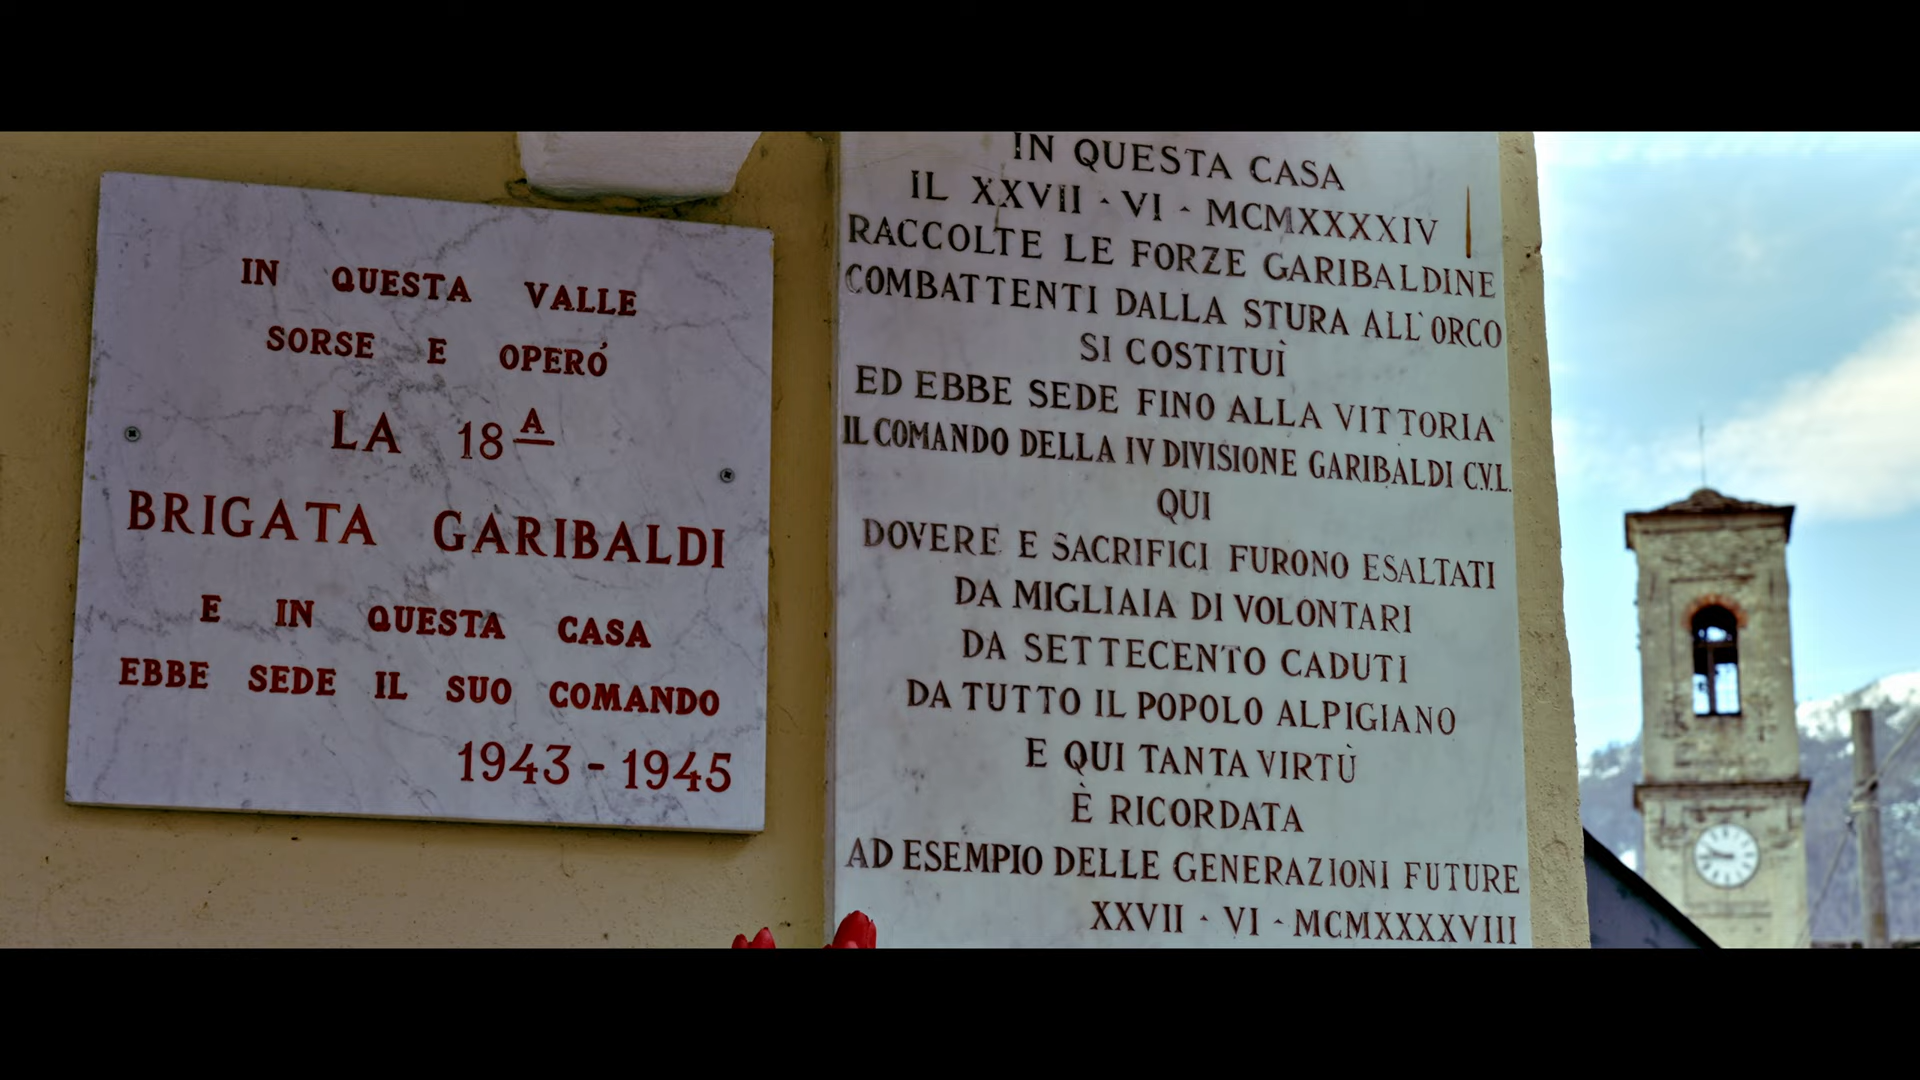 IN QUESTA VALLE
SORSE E OPERÓ
LA 18A
BRIGATA GARIBALDI
E IN QUESTA CASA
EBBE SEDE IL SUO COMANDO
1943 - 1945
IN QUESTA CASA
IL XXVII · VI - MCMXXXXIV
RACCOLTE LE FORZE GARIBALDINE
COMBATTENTI DALLA STURA ALL'ORCO
SI COSTITUÌ
ED EBBE SEDE FINO ALLA VITTORIA
IL COMANDO DELLA IV DIVISIONE GARIBALDI C.V.L.
QUI
DOVERE E SACRIFICI FURONO ESALTATI
DA MIGLIAIA DI VOLONTARI
DA SETTECENTO CADUTI
DA TUTTO IL POPOLO ALPIGIANO
E QUI TANTA VIRTÙ
È RICORDATA
AD ESEMPIO DELLE GENERAZIONI FUTURE
XXVII · VI - MCMXXXXVIII